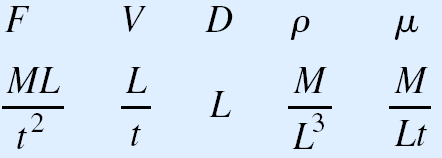 F V D ρ μ
ML/t² L/t L M/L³ M/Lt